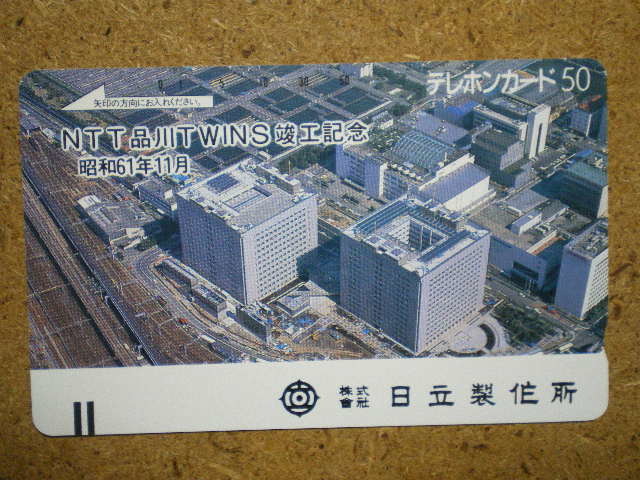 テレホンカード 50
矢印の方向にお入れください。
NTT品川TWINS竣工記念
昭和61年11月
株式會社 日立製作所